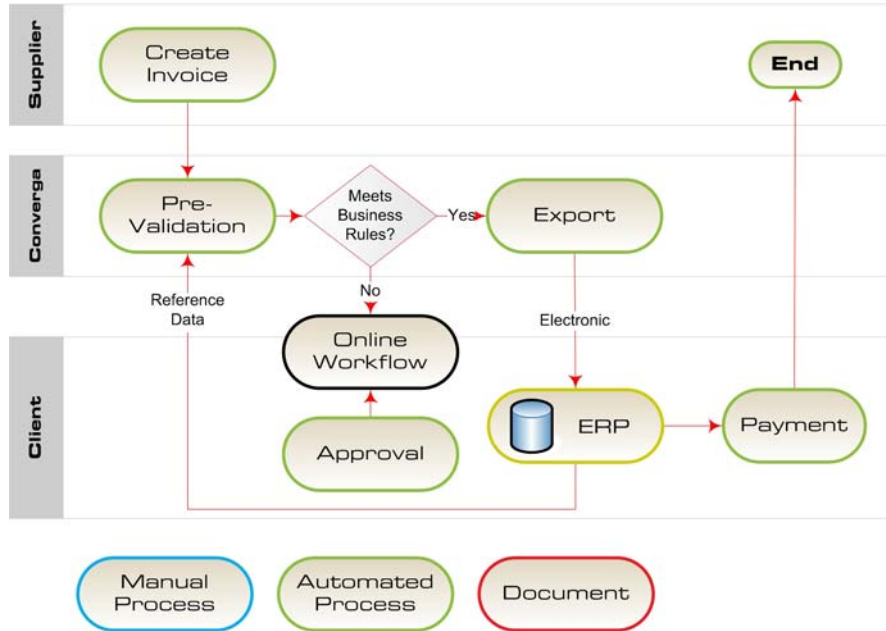 Supplier
Create
Invoice
End
Converga
Pre-
Validation
Meets
Business
Rules?
Yes
Export
Reference
Data
No
Electronic
Client
Online
Workflow
Approval
ERP
Payment
Manual
Process
Automated
Process
Document